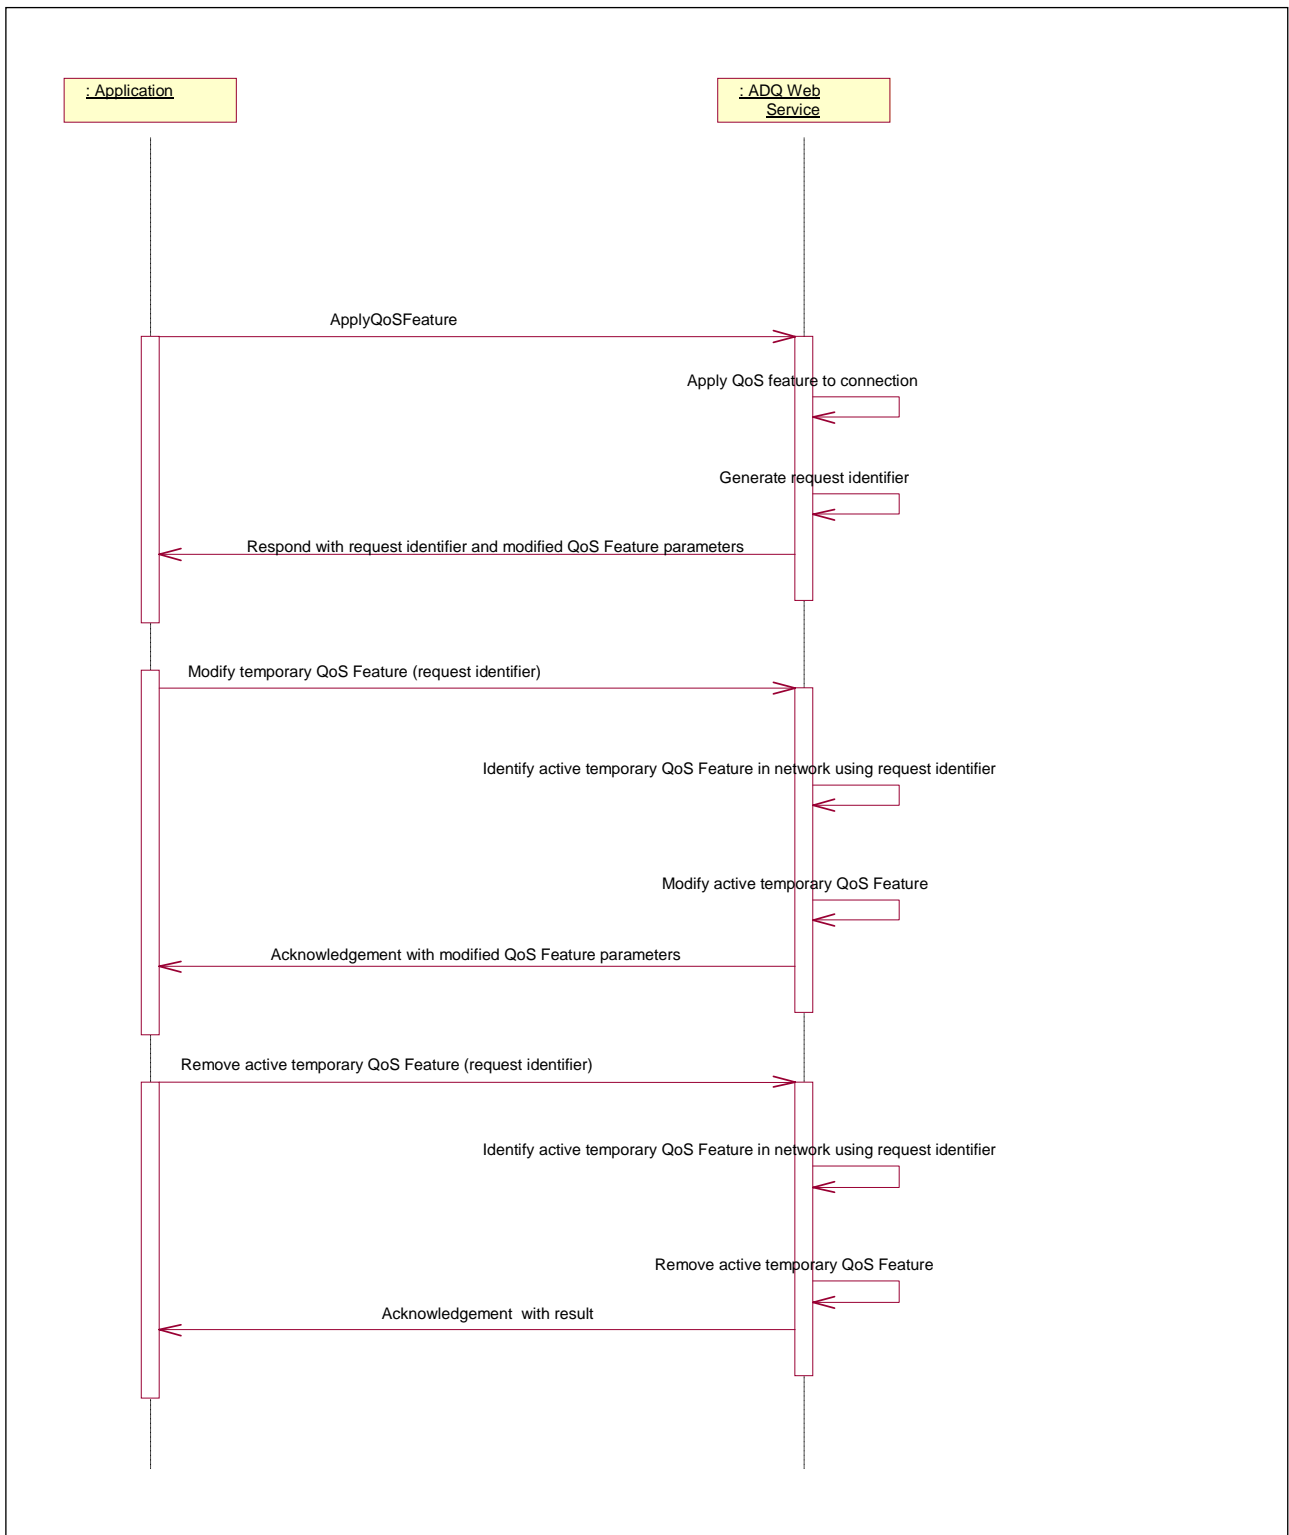 : Application
: ADQ Web
Service
ApplyQoSFeature
Apply QoS feature to connection
Generate request identifier
Respond with request identifier and modified QoS Feature parameters
Modify temporary QoS Feature (request identifier)
Identify active temporary QoS Feature in network using request identifier
Modify active temporary QoS Feature
Acknowledgement with modified QoS Feature parameters
Remove active temporary QoS Feature (request identifier)
Identify active temporary QoS Feature in network using request identifier
Remove active temporary QoS Feature
Acknowledgement  with result